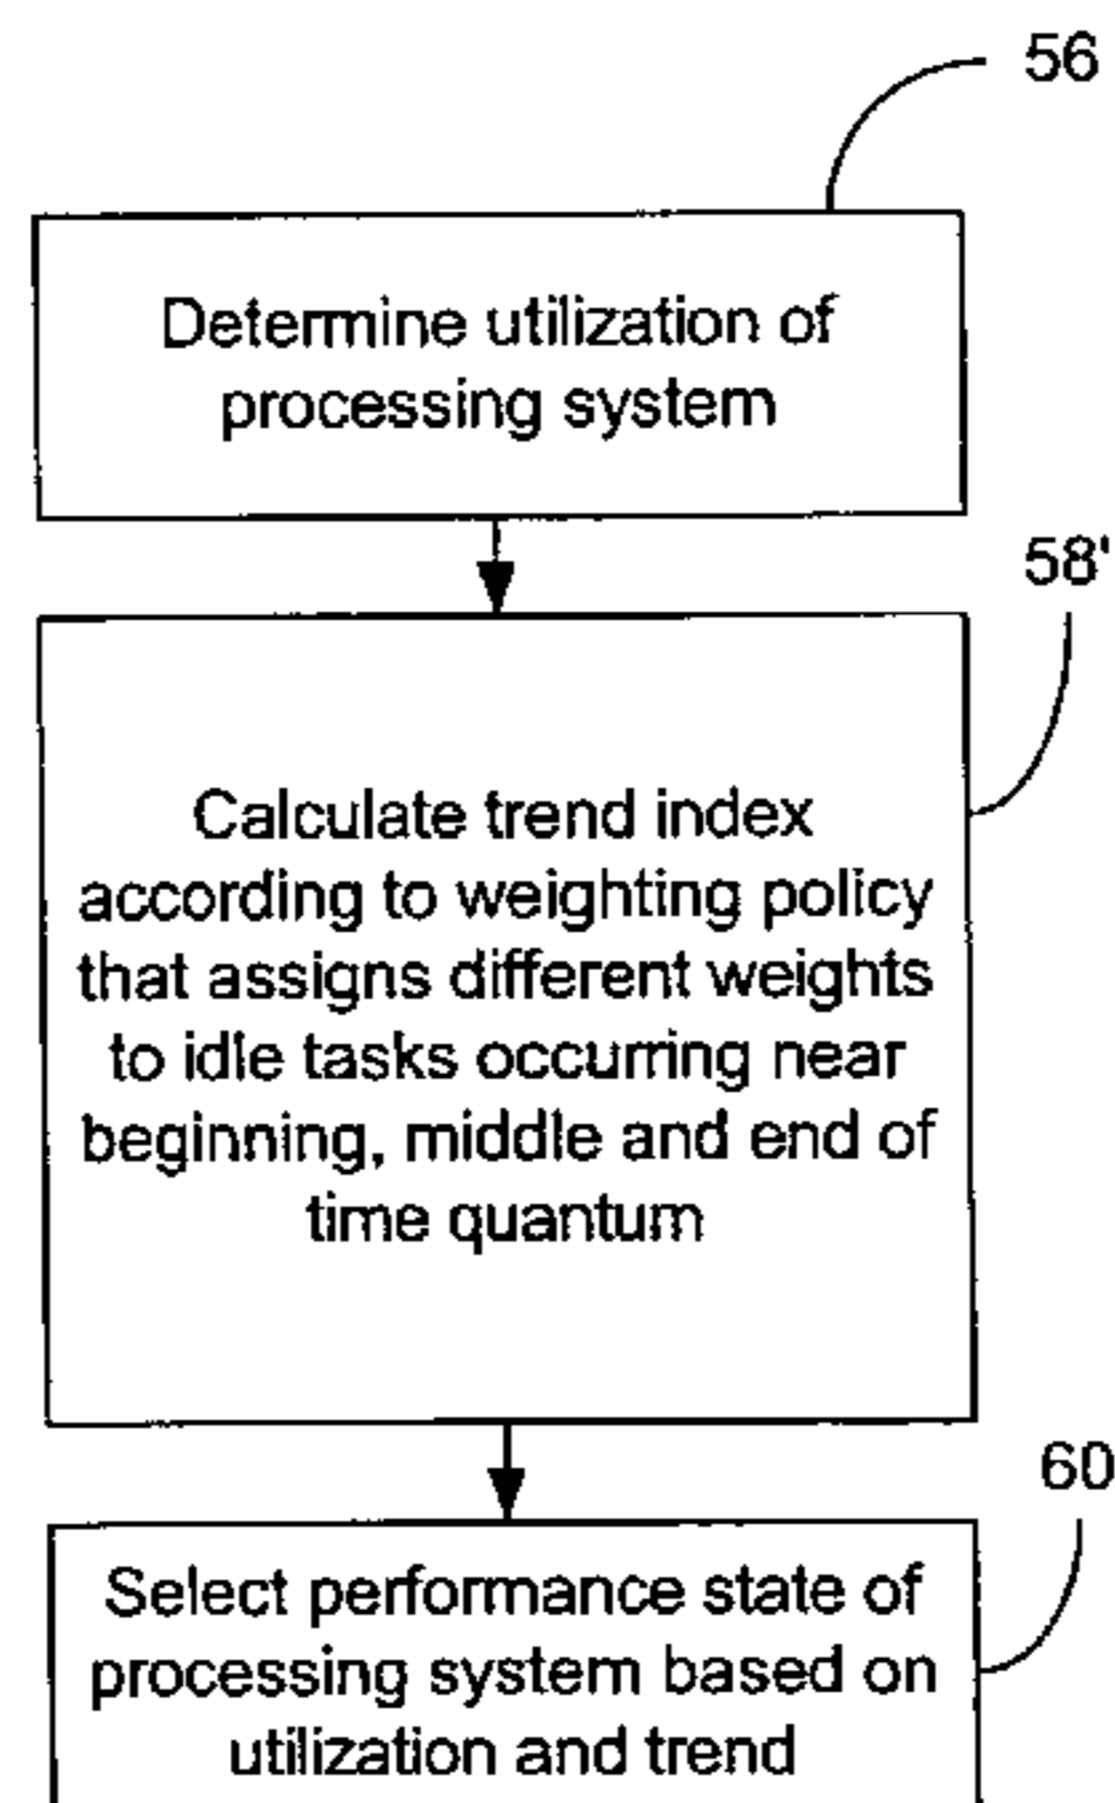 56
Determine utilization of
processing system
58'
Calculate trend index
according to weighting policy
that assigns different weights
to idle tasks occurring near
beginning, middle and end of
time quantum
60
Select performance state of
processing system based on
utilization and trend